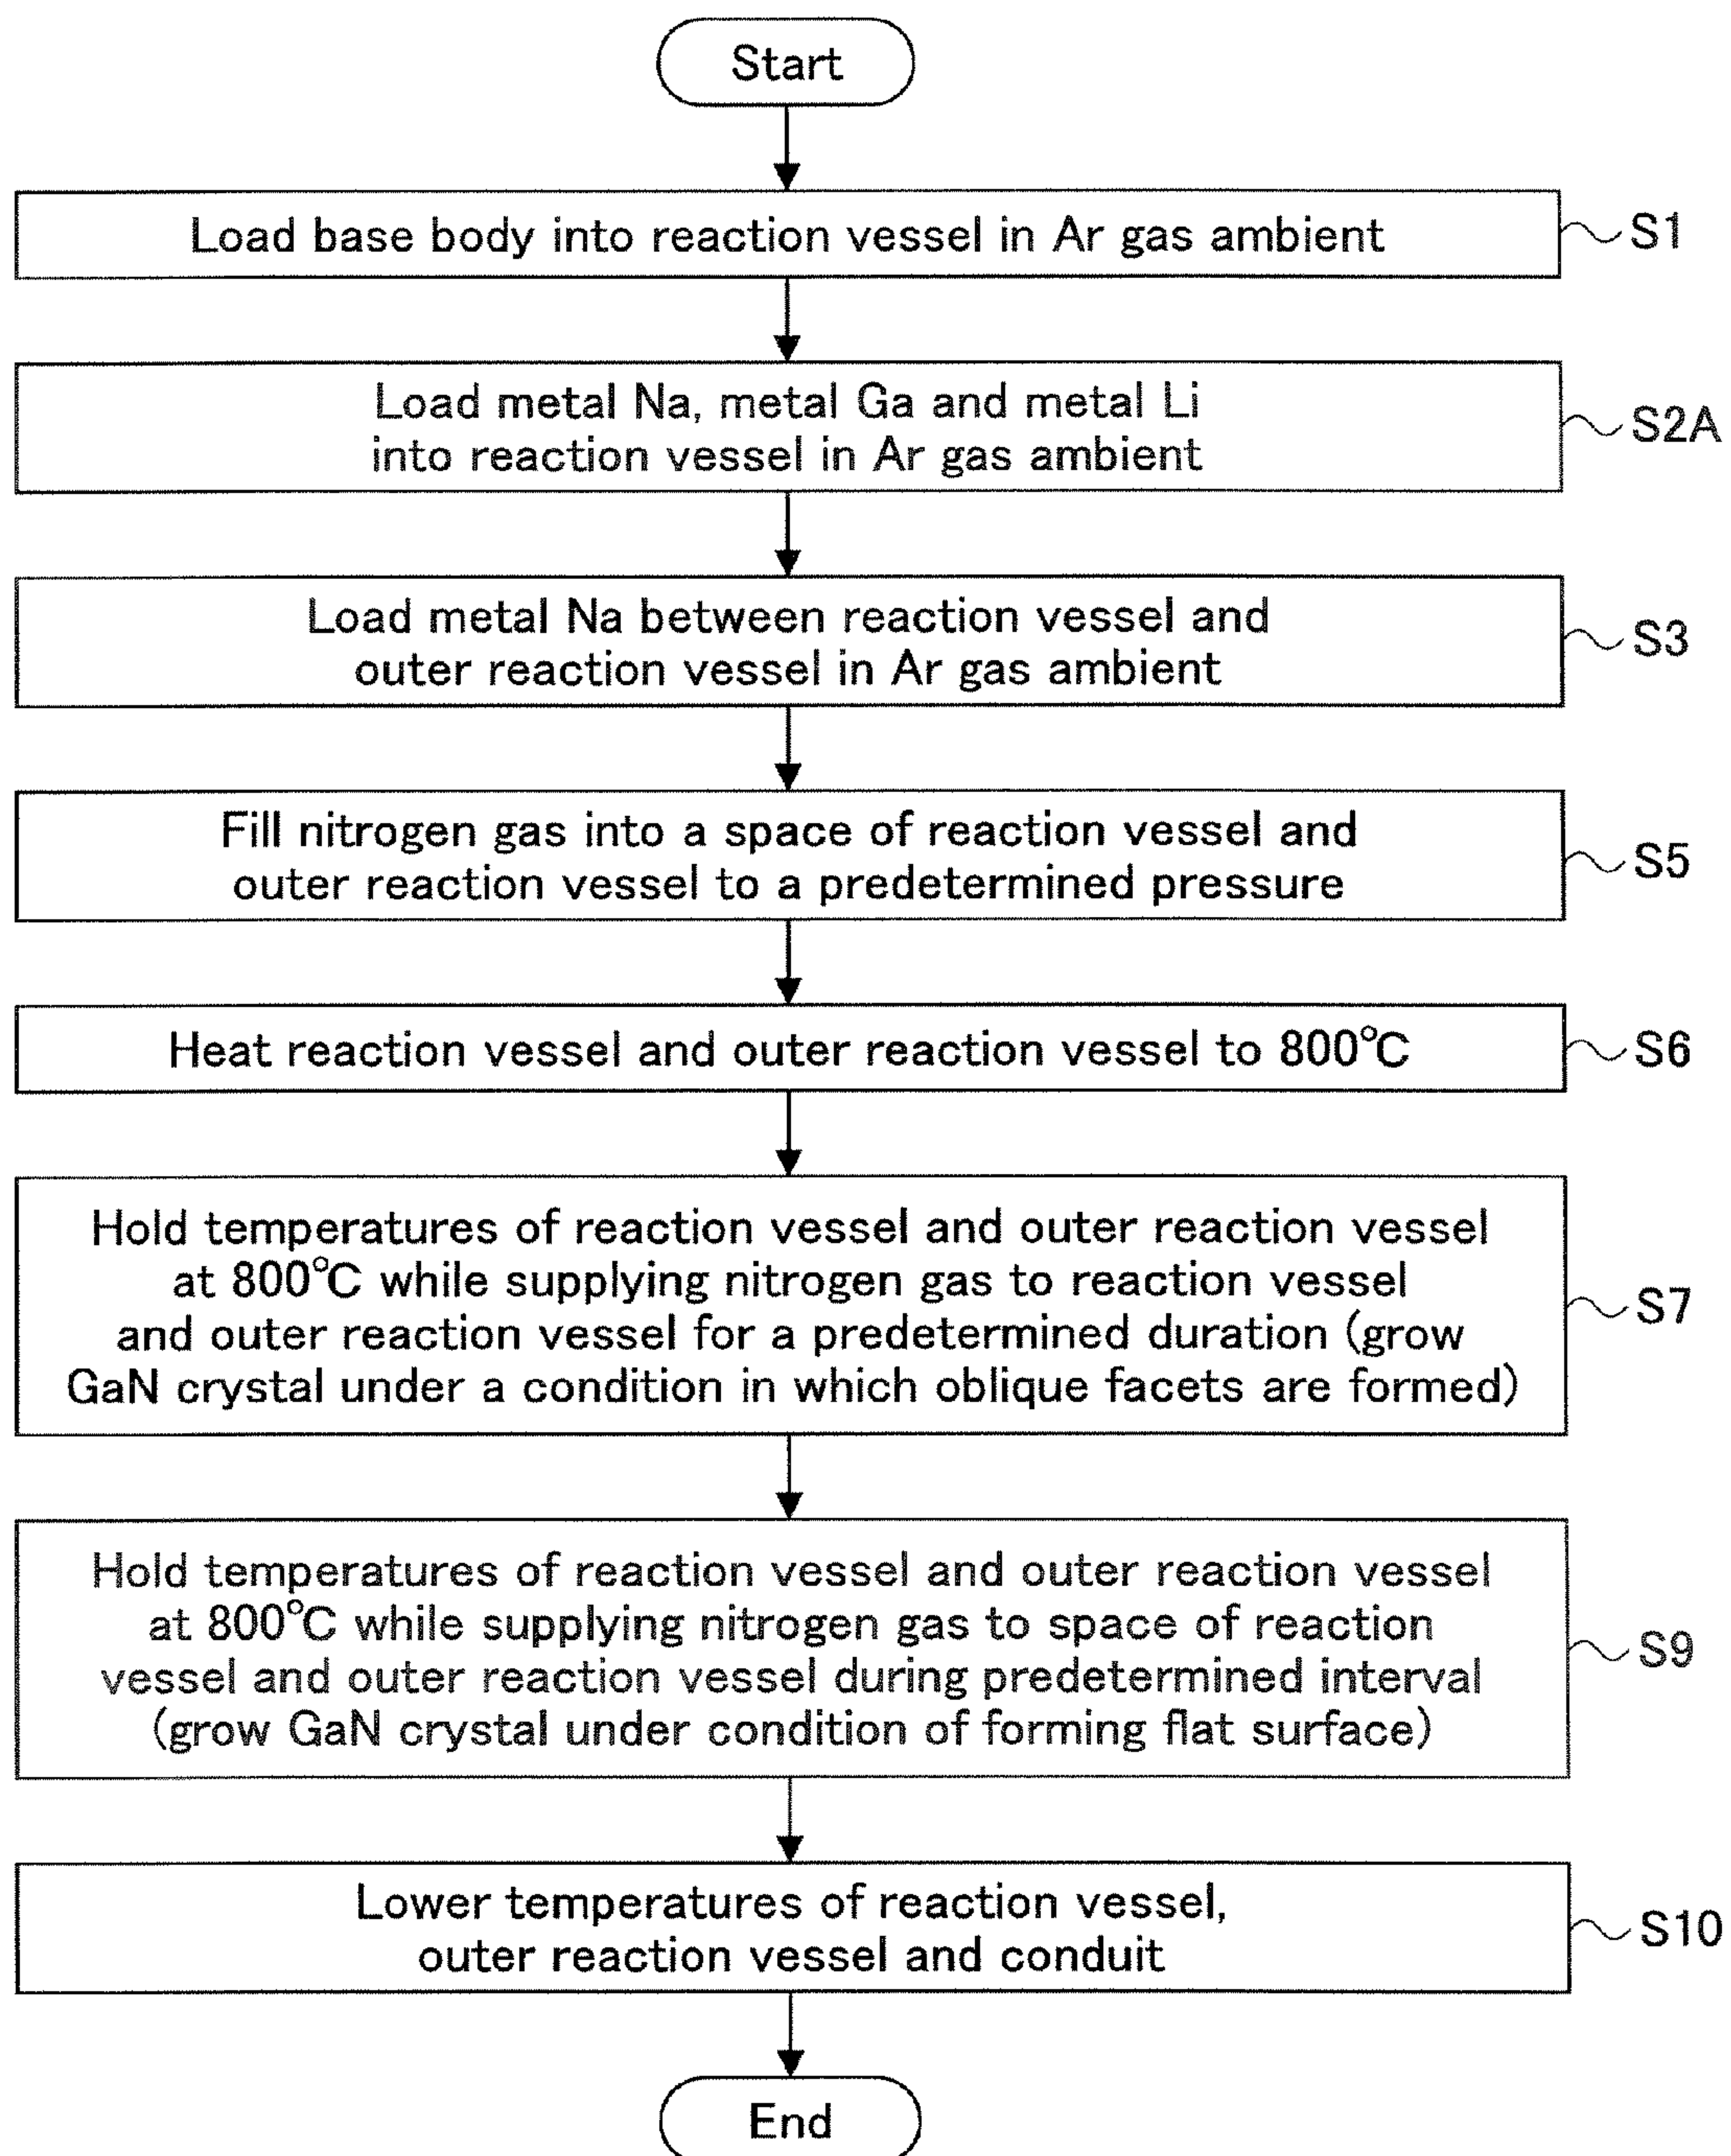 Start
Load base body into reaction vessel in Ar gas ambient
S1
Load metal Na, metal Ga and metal Li
into reaction vessel in Ar gas ambient
S2A
Load metal Na between reaction vessel and
outer reaction vessel in Ar gas ambient
S3
Fill nitrogen gas into a space of reaction vessel and
outer reaction vessel to a predetermined pressure
S5
Heat reaction vessel and outer reaction vessel to 800℃
S6
Hold temperatures of reaction vessel and outer reaction vessel
at 800℃ while supplying nitrogen gas to reaction vessel
and outer reaction vessel for a predetermined duration (grow
GaN crystal under a condition in which oblique facets are formed)
S7
Hold temperatures of reaction vessel and outer reaction vessel
at 800℃ while supplying nitrogen gas to space of reaction
vessel and outer reaction vessel during predetermined interval
(grow GaN crystal under condition of forming flat surface)
S9
Lower temperatures of reaction vessel,
outer reaction vessel and conduit
S10
End